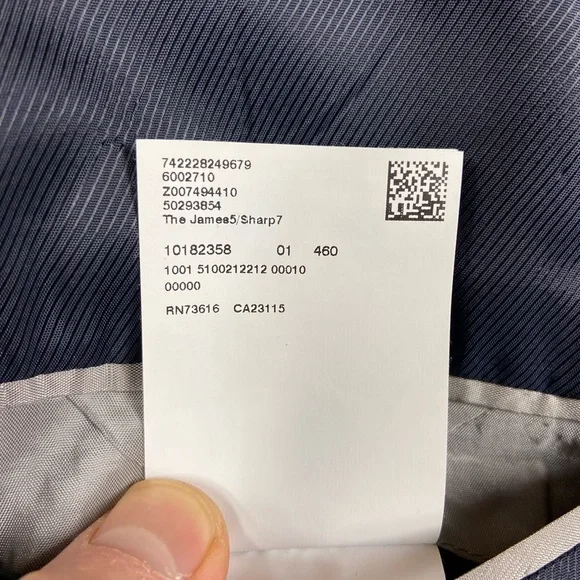 742228249679
6002710
Z007494410
50293854
The James5/Sharp7
10182358 01 460
1001 5100212212 00010
00000
RN73616 CA23115